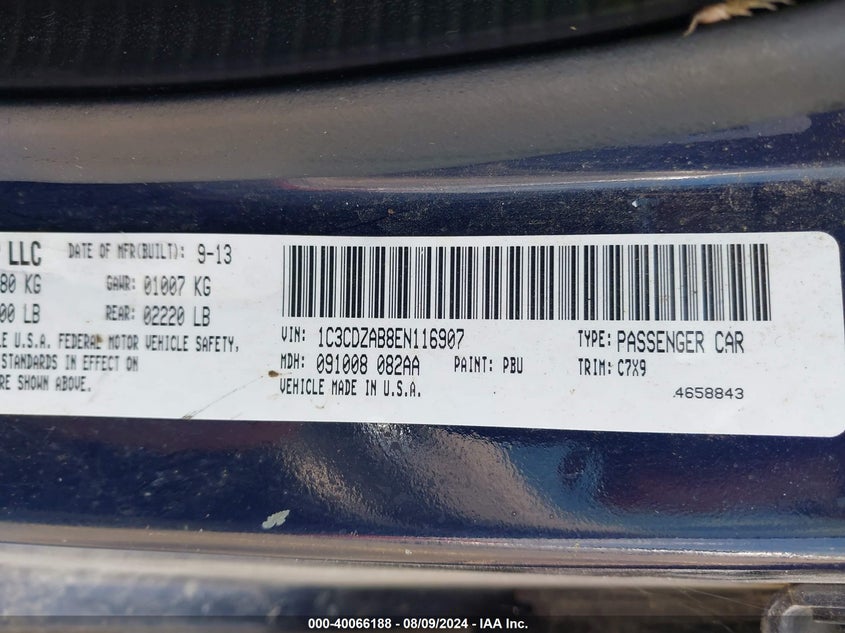 LLC DATE OF MFR(BUILT): 9-13
80 KG GAWR: 01007 KG
00 LB REAR: 02220 LB
U.S.A. FEDERAL MOTOR VEHICLE SAFETY,
STANDARDS IN EFFECT ON
SHOWN ABOVE.
VIN: 1C3CDZAB8EN116907 TYPE: PASSENGER CAR
MDH: 091008 082AA PAINT: PBU TRIM: C7X9
VEHICLE MADE IN U.S.A. .4658843
000-40066188 - 08/09/2024 - IAA Inc.